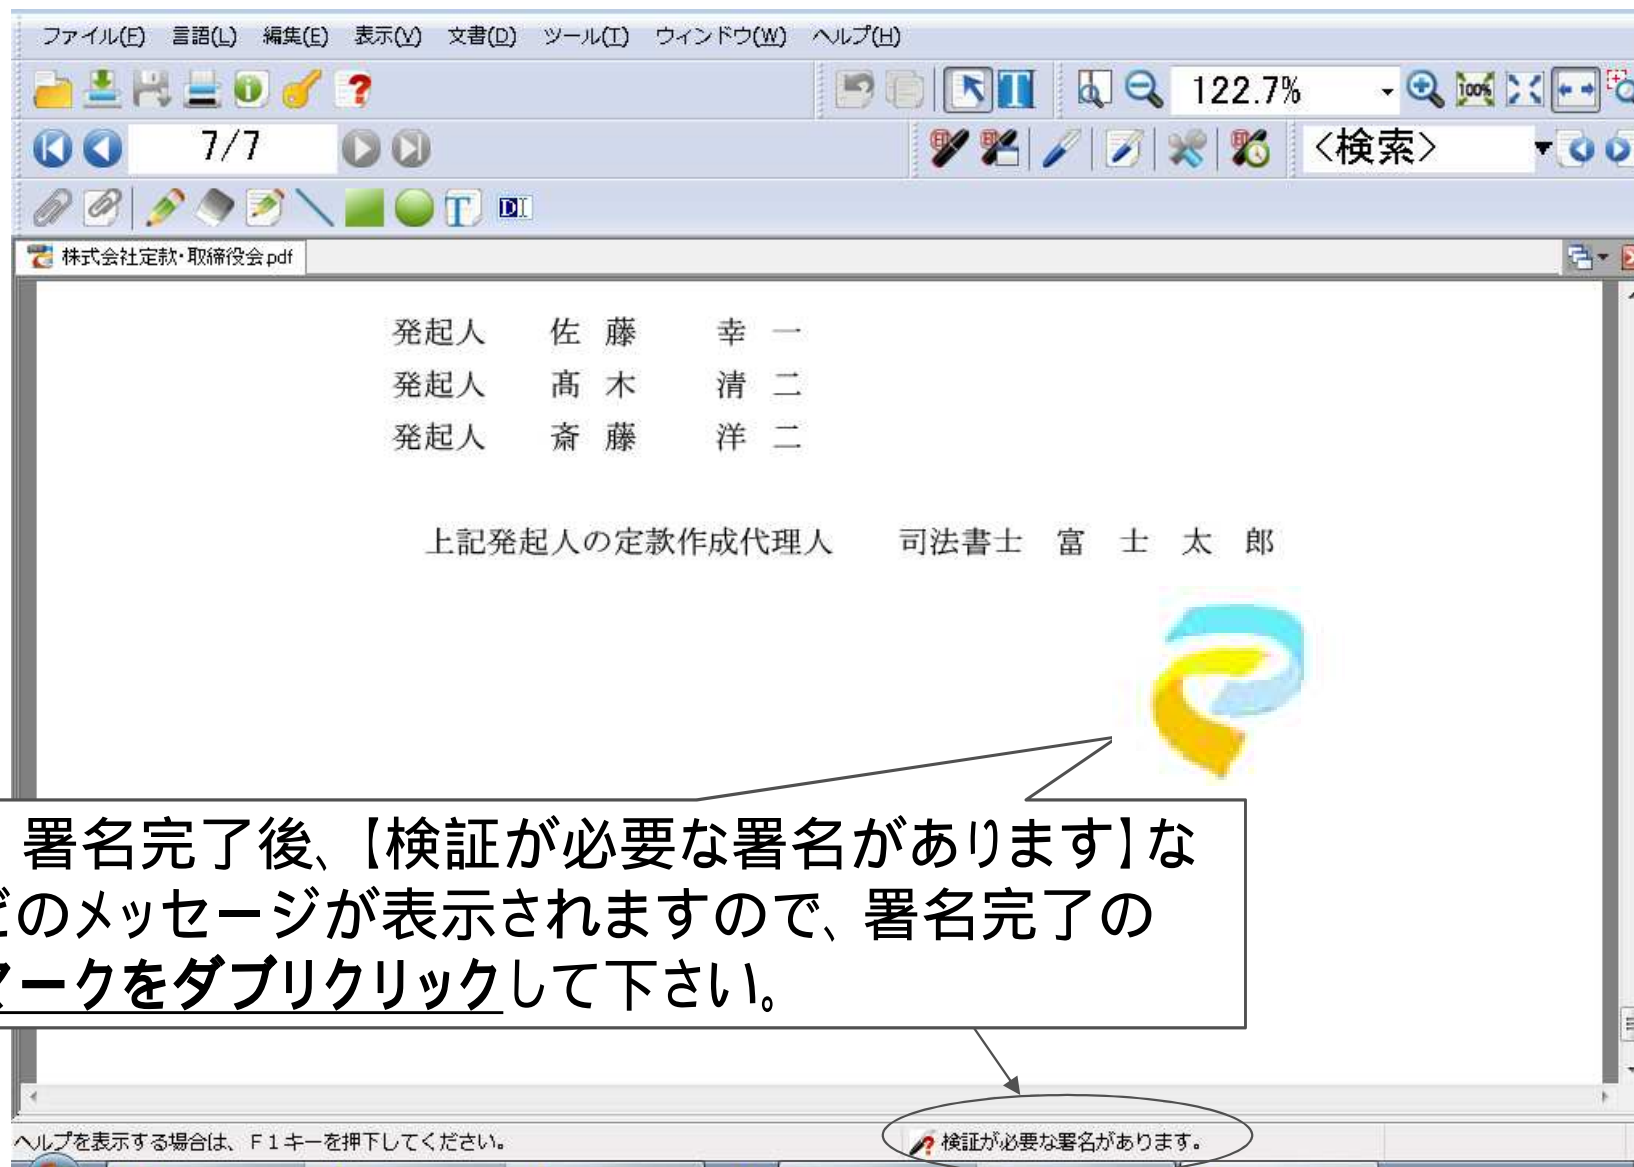 ファイル(F) 言語(L) 編集(E) 表示(V) 文書(D) ツール(T) ウィンドウ(W) ヘルプ(H)
122.7%
100%
7/7
<検索>
T
DI
株式会社定款・取締役会.pdf
発起人 佐藤 幸一
発起人 髙木 清二
発起人 斎藤 洋二
上記発起人の定款作成代理人 司法書士 富士太郎
署名完了後、【検証が必要な署名があります】な
どのメッセージが表示されますので、署名完了の
マークをダブリクリックして下さい。
ヘルプを表示する場合は、F1キーを押下してください。
検証が必要な署名があります。